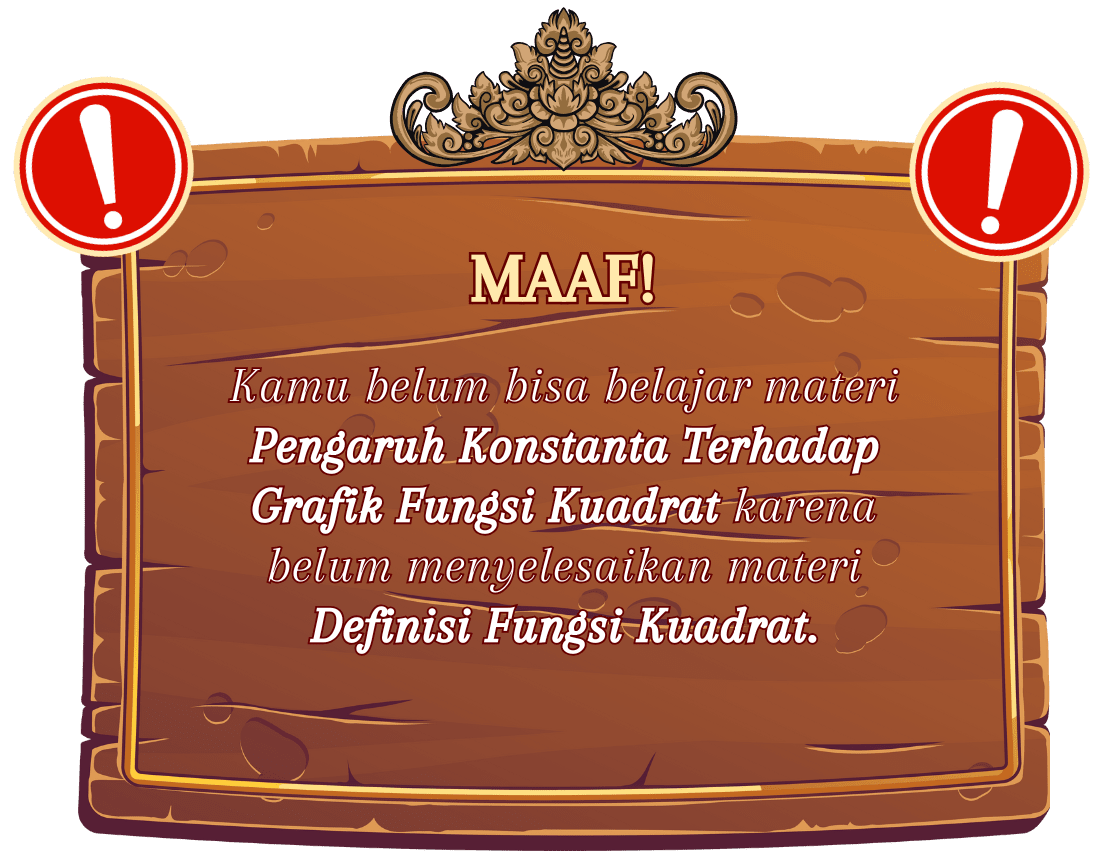 MAAF!
Kamu belum bisa belajar materi
Pengaruh Konstanta Terhadap
Grafik Fungsi Kuadrat karena
belum menyelesaikan materi
Definisi Fungsi Kuadrat.